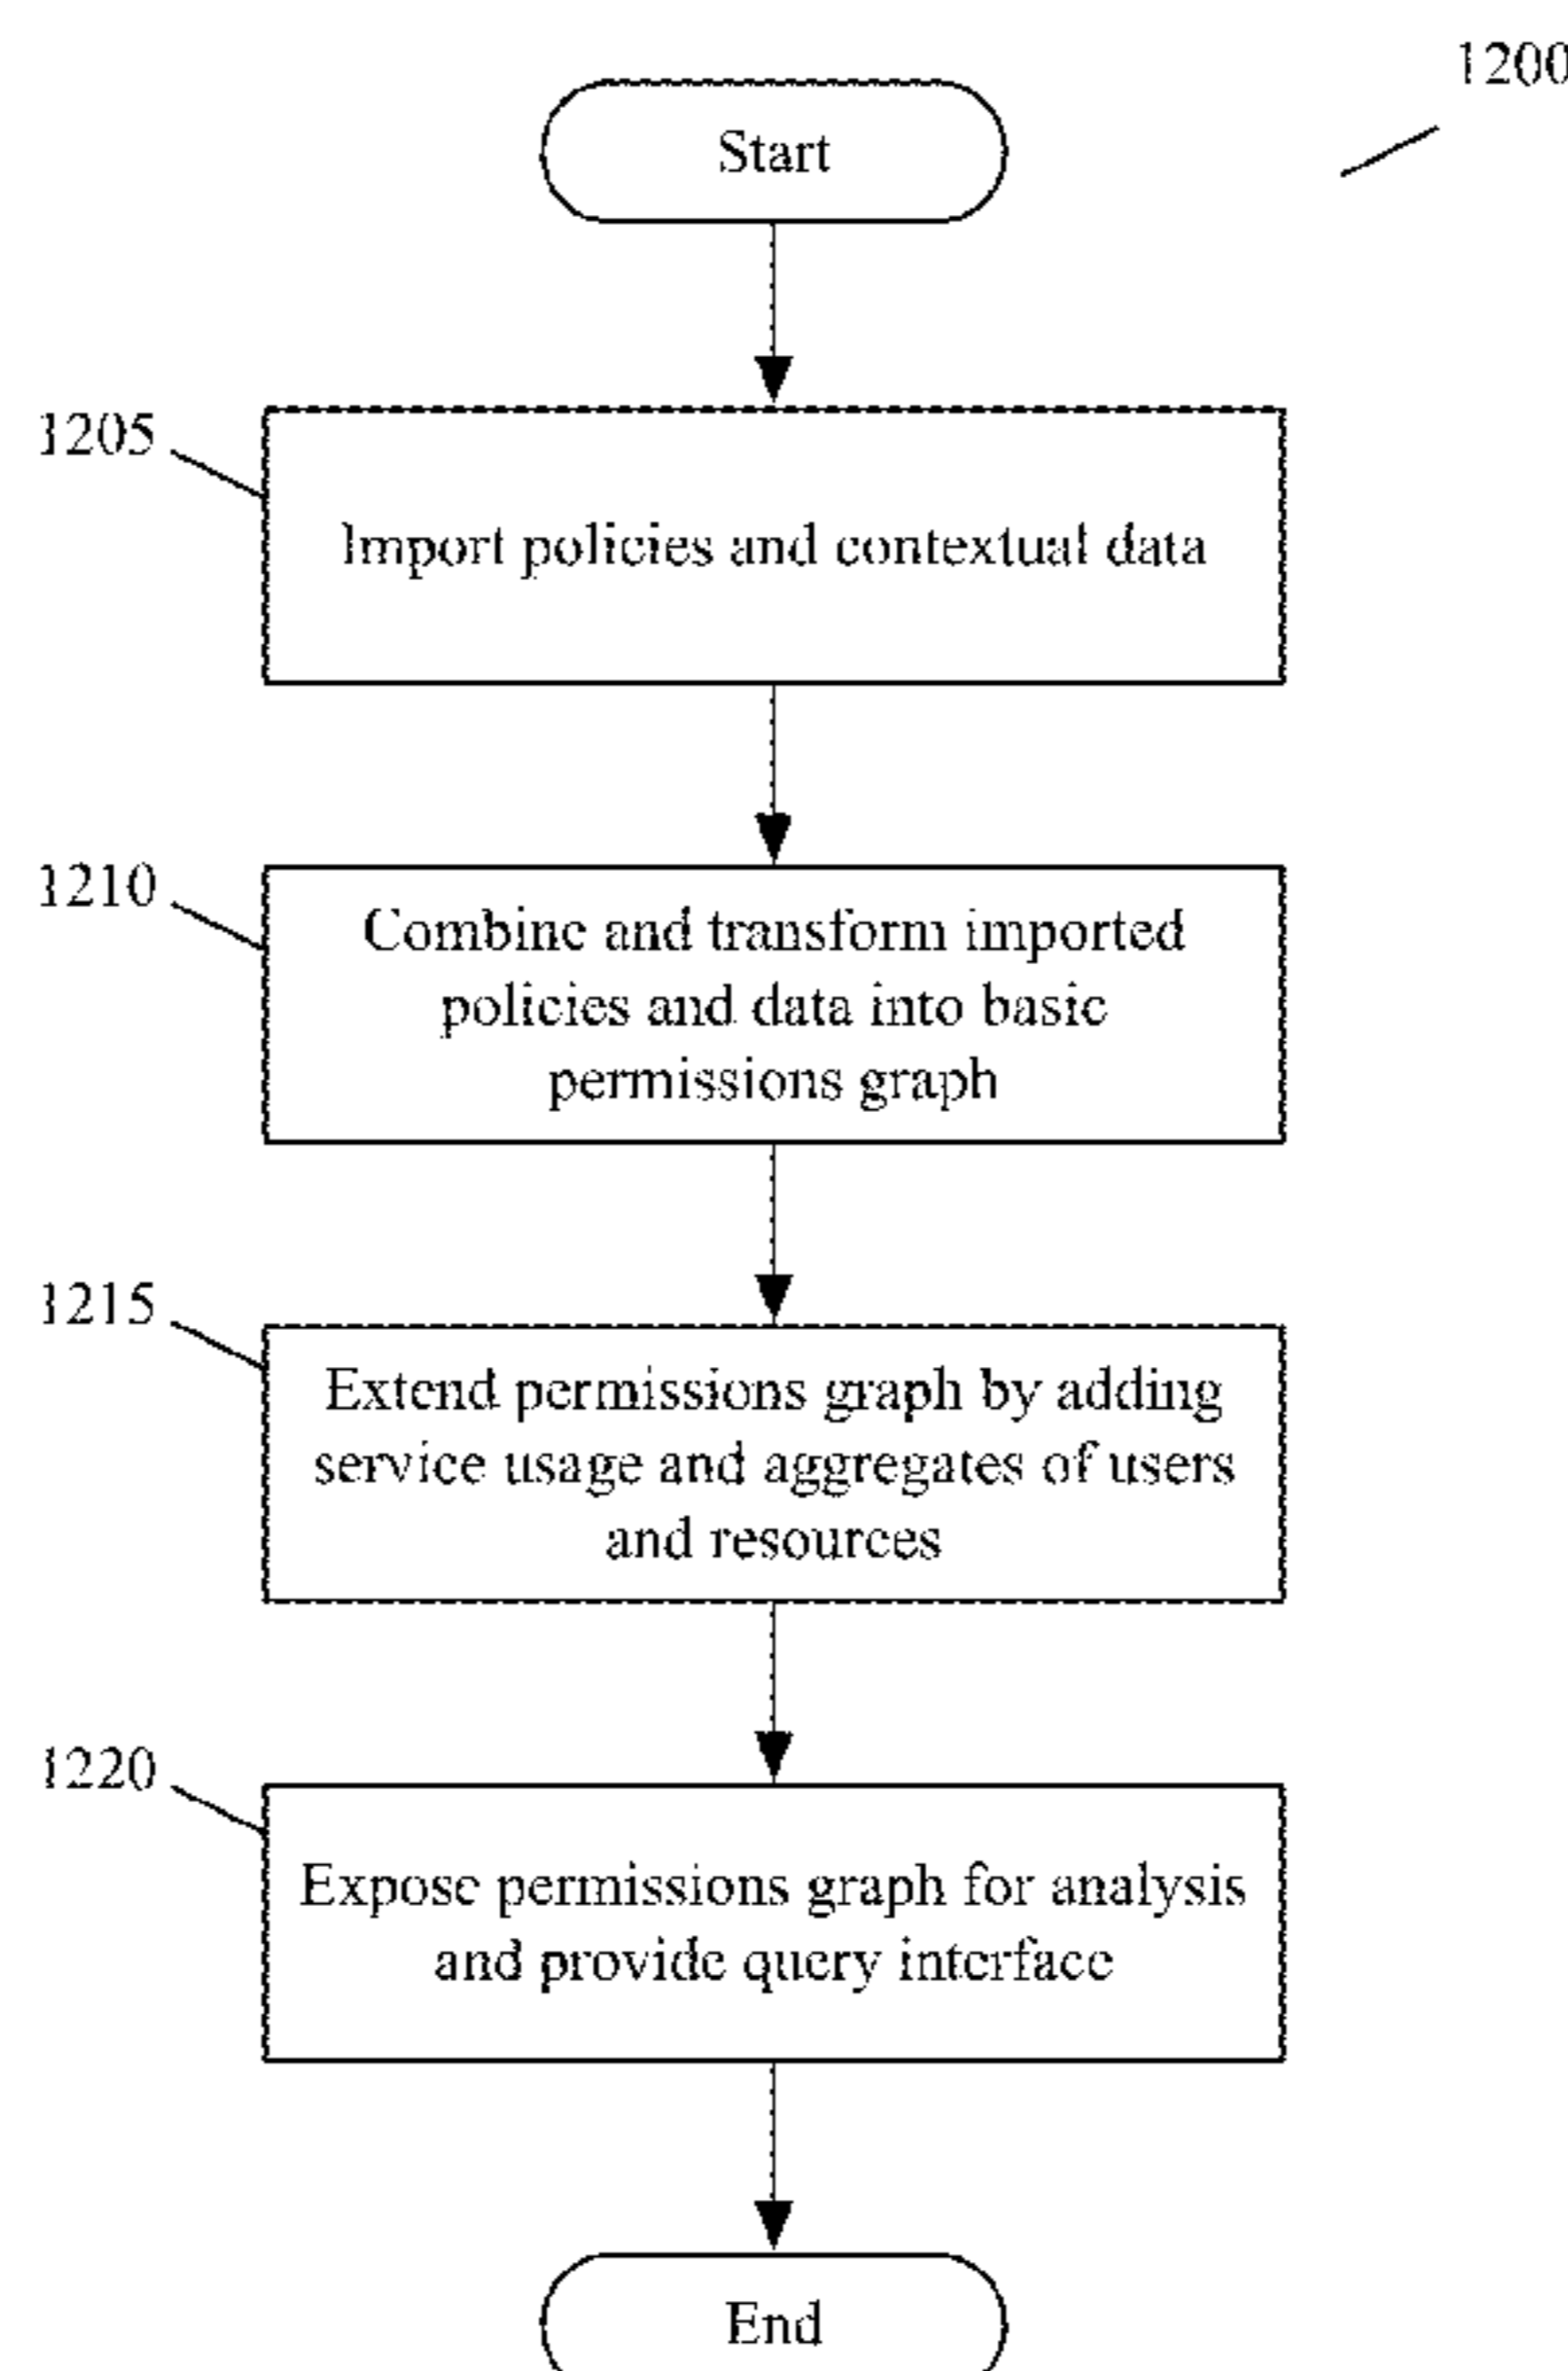 1200
Start
1205
Import policies and contextual data
1210
Combine and transform imported
policies and data into basic
permissions graph
1215
Extend permissions graph by adding
service usage and aggregates of users
and resources
1220
Expose permissions graph for analysis
and provide query interface
End